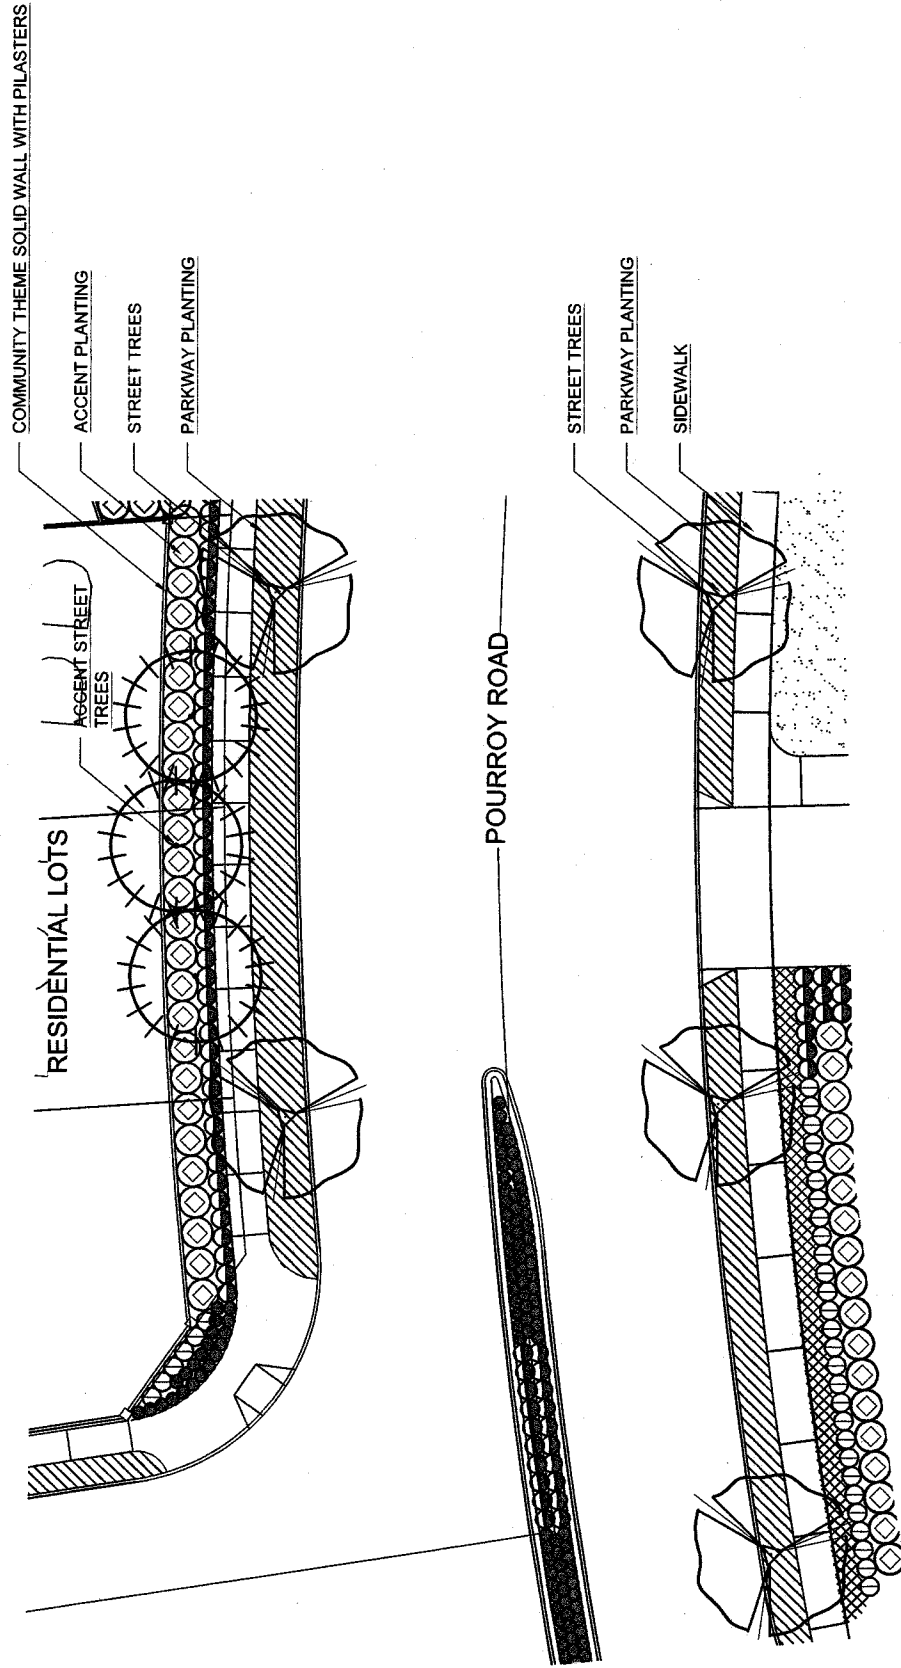 COMMUNITY THEME SOLID WALL WITH PILASTERS
ACCENT PLANTING
STREET TREES
PARKWAY PLANTING
ACCENT STREET
TREES
RESIDENTIAL LOTS
POURROY ROAD
STREET TREES
PARKWAY PLANTING
SIDEWALK